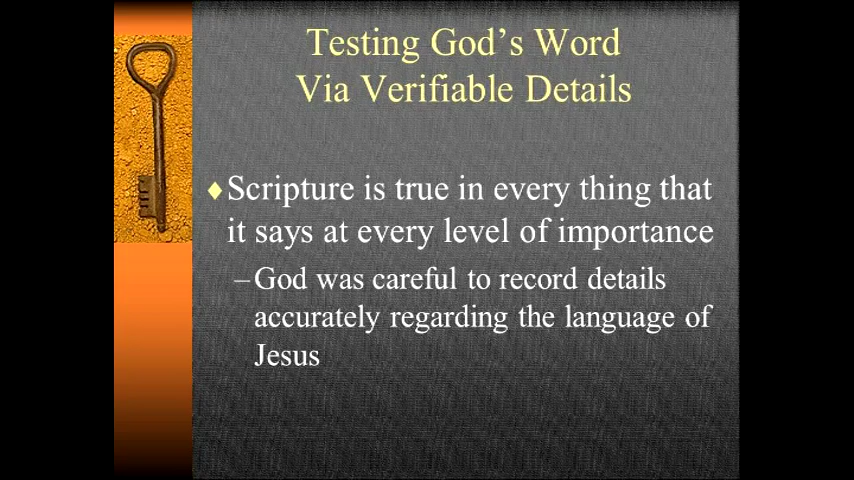 Testing God's Word
Via Verifiable Details
♦Scripture is true in every thing that
it says at every level of importance
–God was careful to record details
accurately regarding the language of
Jesus